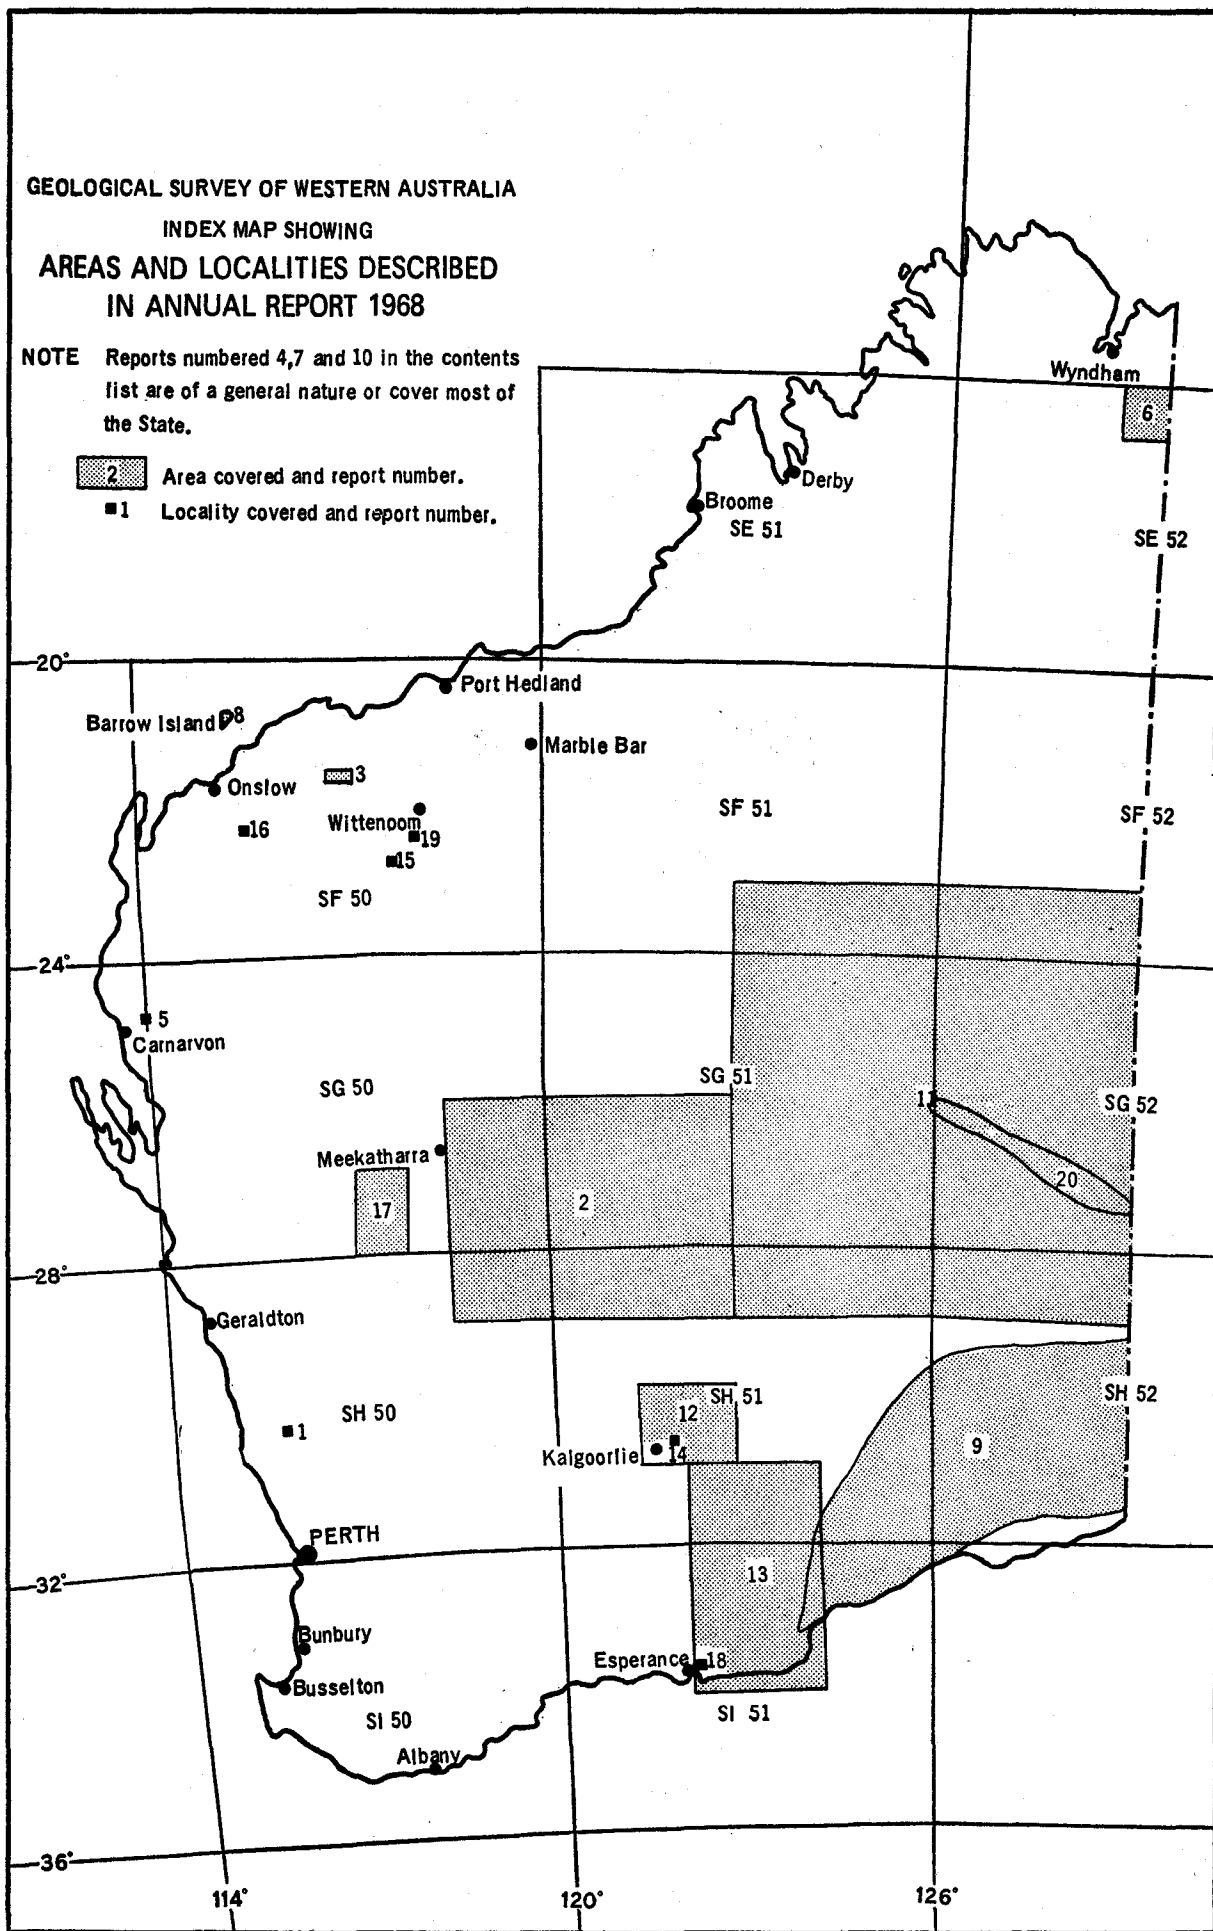 GEOLOGICAL SURVEY OF WESTERN AUSTRALIA
INDEX MAP SHOWING
AREAS AND LOCALITIES DESCRIBED
IN ANNUAL REPORT 1968
NOTE Reports numbered 4,7 and 10 in the contents
list are of a general nature or cover most of
the State.
2 Area covered and report number.
1 Locality covered and report number.
Wyndham
6
Derby
Broome
SE 51
SE 52
20°
Port Hedland
Barrow Island 8
Marble Bar
3
Onslow
SF 51
SF 52
Wittenoom
16
19
15
SF 50
24°
5
Carnarvon
SG 50
SG 51
11
SG 52
Meekatharra
20
17
2
28°
Geraldton
SH 50
SH 51
SH 52
12
1
Kalgoorlie
14
9
PERTH
32°
13
Bunbury
Esperance
18
Busselton
SI 50
SI 51
Albany
36°
114°
120°
126°